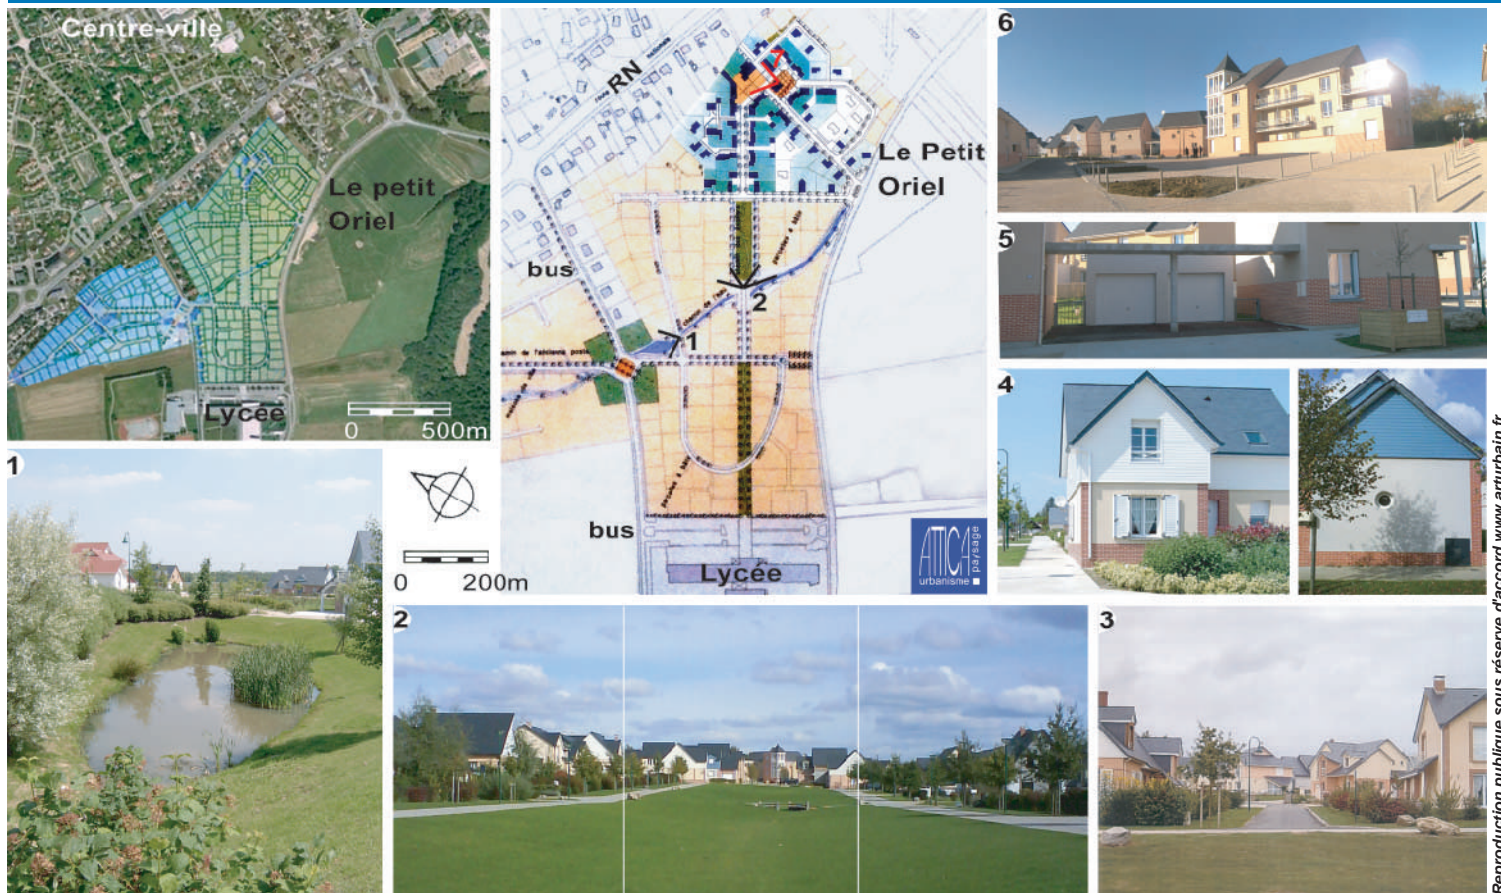 Centre-ville
Le petit
Oriel
Lycée
0 500m
RN
Le Petit
Oriel
bus
2
1
bus
Lycée
ATTICA
urbanisme
paysage
0 200m
6
5
4
1
2
3
Reproduction publique sous réserve d'accord www.arturbain.fr